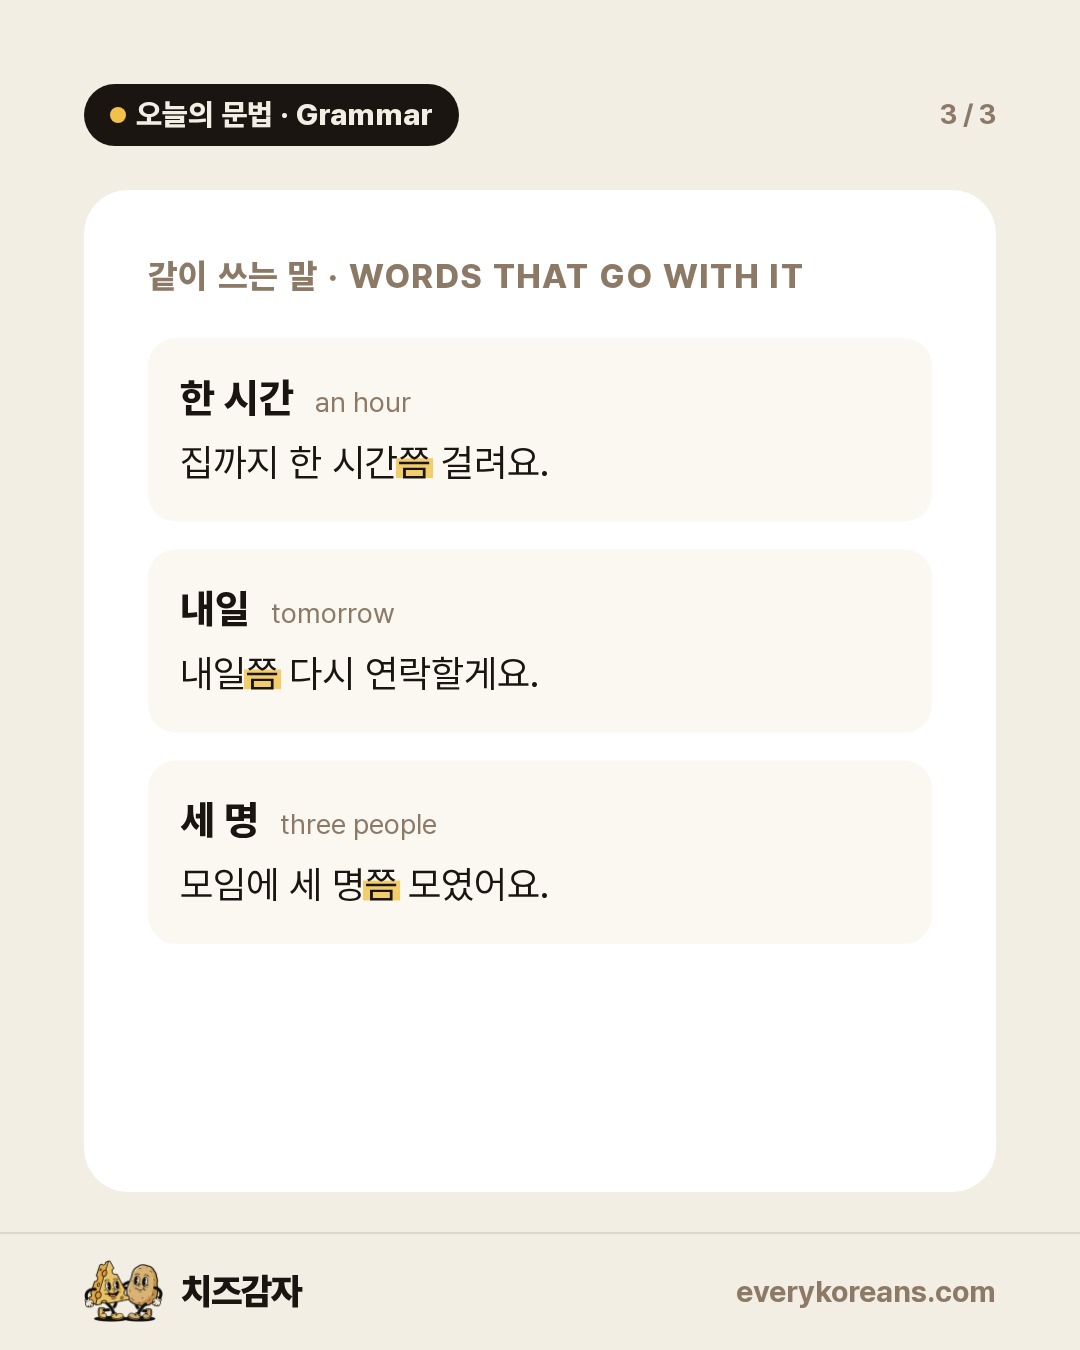 오늘의 문법 · Grammar
3 / 3
같이 쓰는 말 · WORDS THAT GO WITH IT
한 시간 an hour
집까지 한 시간쯤 걸려요.
내일 tomorrow
내일쯤 다시 연락할게요.
세 명 three people
모임에 세 명쯤 모였어요.
치즈감자
everykoreans.com